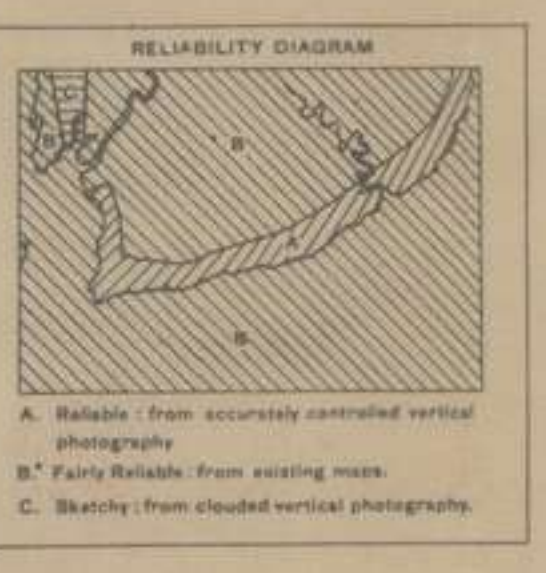 RELIABILITY DIAGRAM
C
B
B
A
B
A. Reliable : from accurately controlled vertical
photography
B.* Fairly Reliable : from existing maps.
C. Sketchy : from clouded vertical photography.